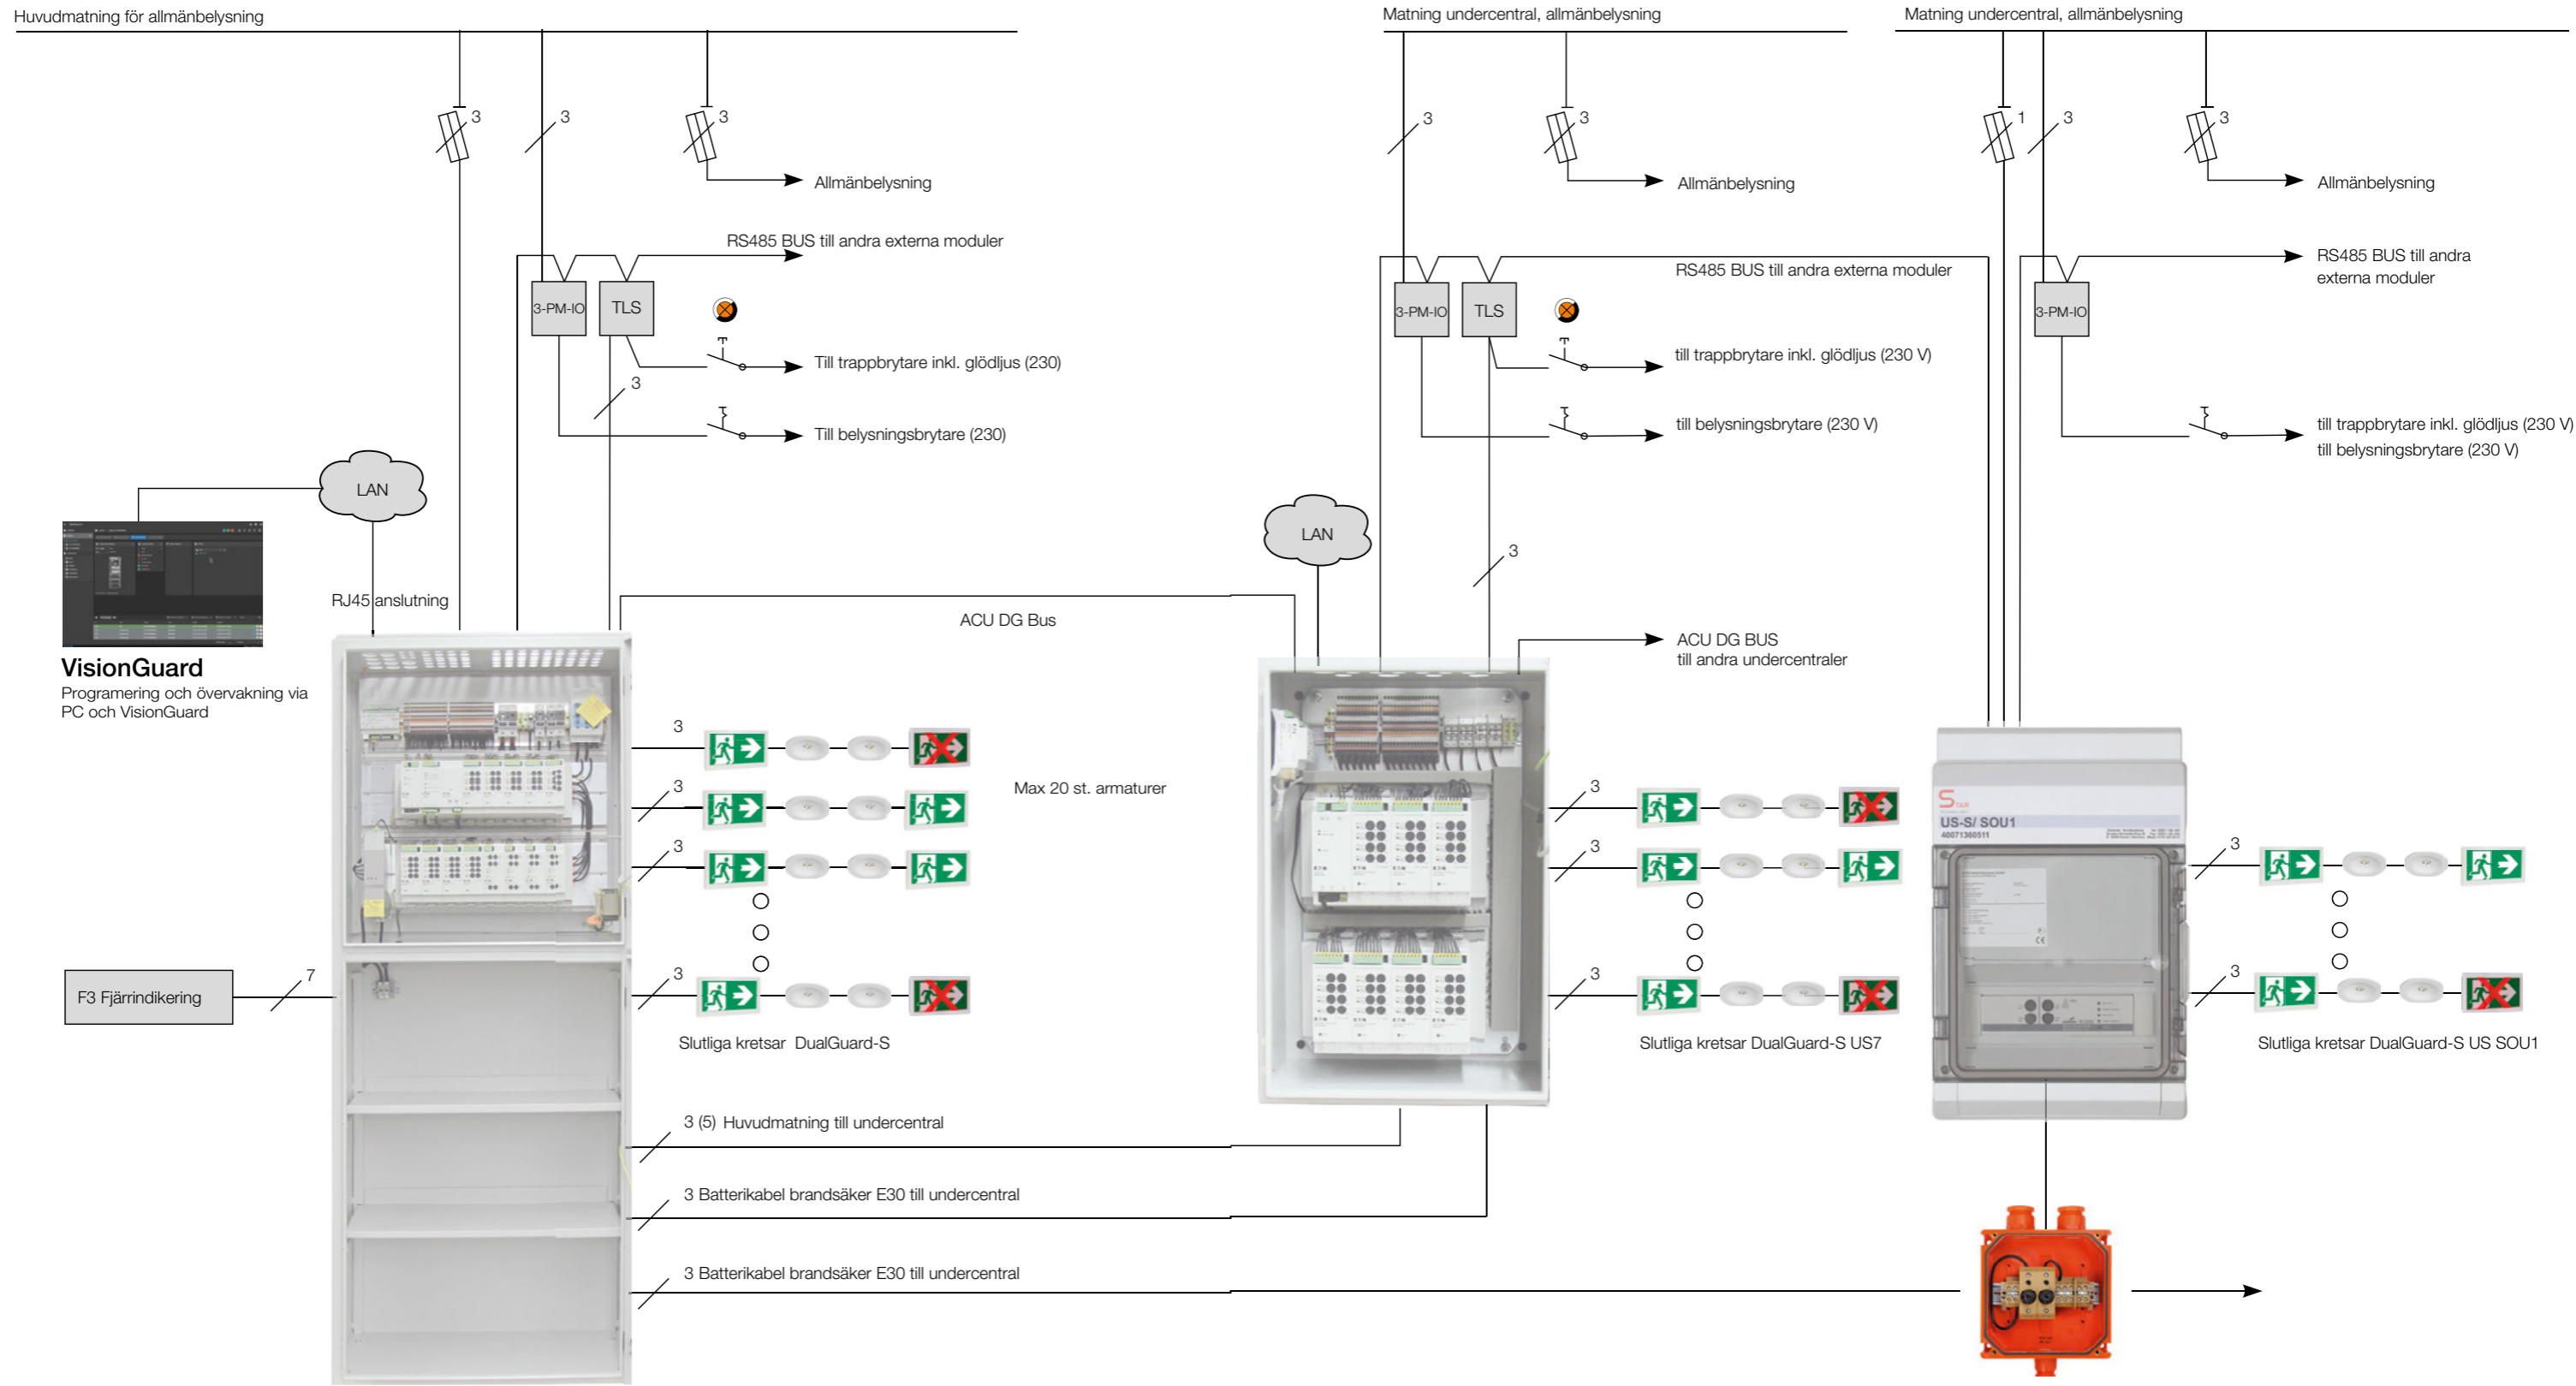 Huvudmatning för allmänbelysning
Matning undercentral, allmänbelysning
Matning undercentral, allmänbelysning
3
3
3
3
3
1
3
3
Allmänbelysning
Allmänbelysning
Allmänbelysning
RS485 BUS till andra externa moduler
RS485 BUS till andra externa moduler
RS485 BUS till andra
externa moduler
3-PM-IO
TLS
3-PM-IO
TLS
3-PM-IO
Till trappbrytare inkl. glödljus (230)
3
Till belysningsbrytare (230)
till trappbrytare inkl. glödljus (230 V)
till belysningsbrytare (230 V)
till trappbrytare inkl. glödljus (230 V)
till belysningsbrytare (230 V)
LAN
LAN
3
RJ45 anslutning
ACU DG Bus
ACU DG BUS
till andra undercentraler
VisionGuard
Programering och övervakning via
PC och VisionGuard
3
3
3
3
Max 20 st. armaturer
3
3
3
STAR
US-S/ SOU1
40071360511
CE
3
3
F3 Fjärrindikering
7
Slutliga kretsar DualGuard-S
Slutliga kretsar DualGuard-S US7
Slutliga kretsar DualGuard-S US SOU1
3 (5) Huvudmatning till undercentral
3 Batterikabel brandsäker E30 till undercentral
3 Batterikabel brandsäker E30 till undercentral